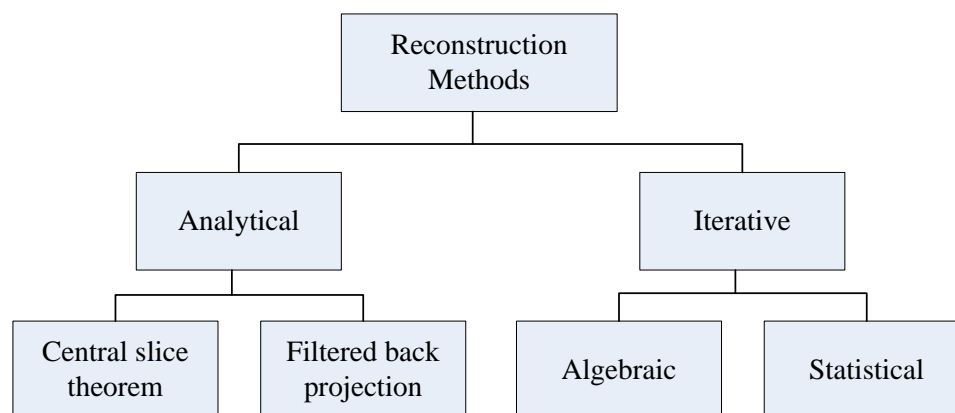 Reconstruction
Methods
Analytical
Iterative
Central slice
theorem
Filtered back
projection
Algebraic
Statistical